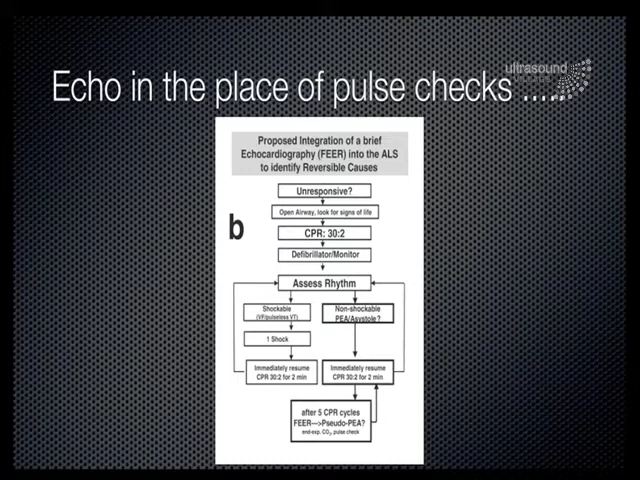 ultrasound
Echo in the place of pulse checks .....
Proposed Integration of a brief
Echocardiography (FEER) into the ALS
to identify Reversible Causes
b
Unresponsive?
Open Airway, look for signs of life
CPR: 30:2
Defibrillator/Monitor
Assess Rhythm
Shockable
(VF/pulseless VT)
Non-shockable
PEA/Asystole?
1 Shock
Immediately resume
CPR 30:2 for 2 min
Immediately resume
CPR 30:2 for 2 min
after 5 CPR cycles
FEER--->Pseudo-PEA?
end-exp. CO₂, pulse check